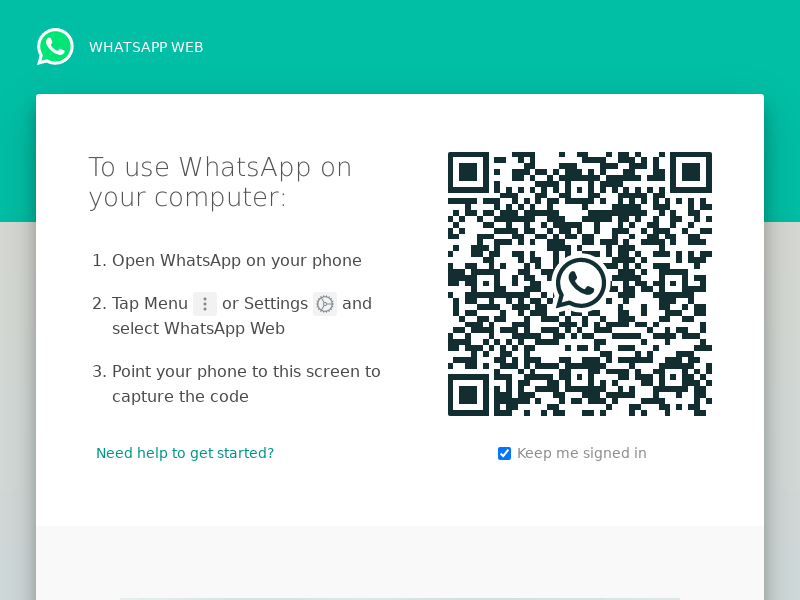 WHATSAPP WEB
To use WhatsApp on
your computer:
1. Open WhatsApp on your phone
2. Tap Menu or Settings and
select WhatsApp Web
3. Point your phone to this screen to
capture the code
Need help to get started?
Keep me signed in